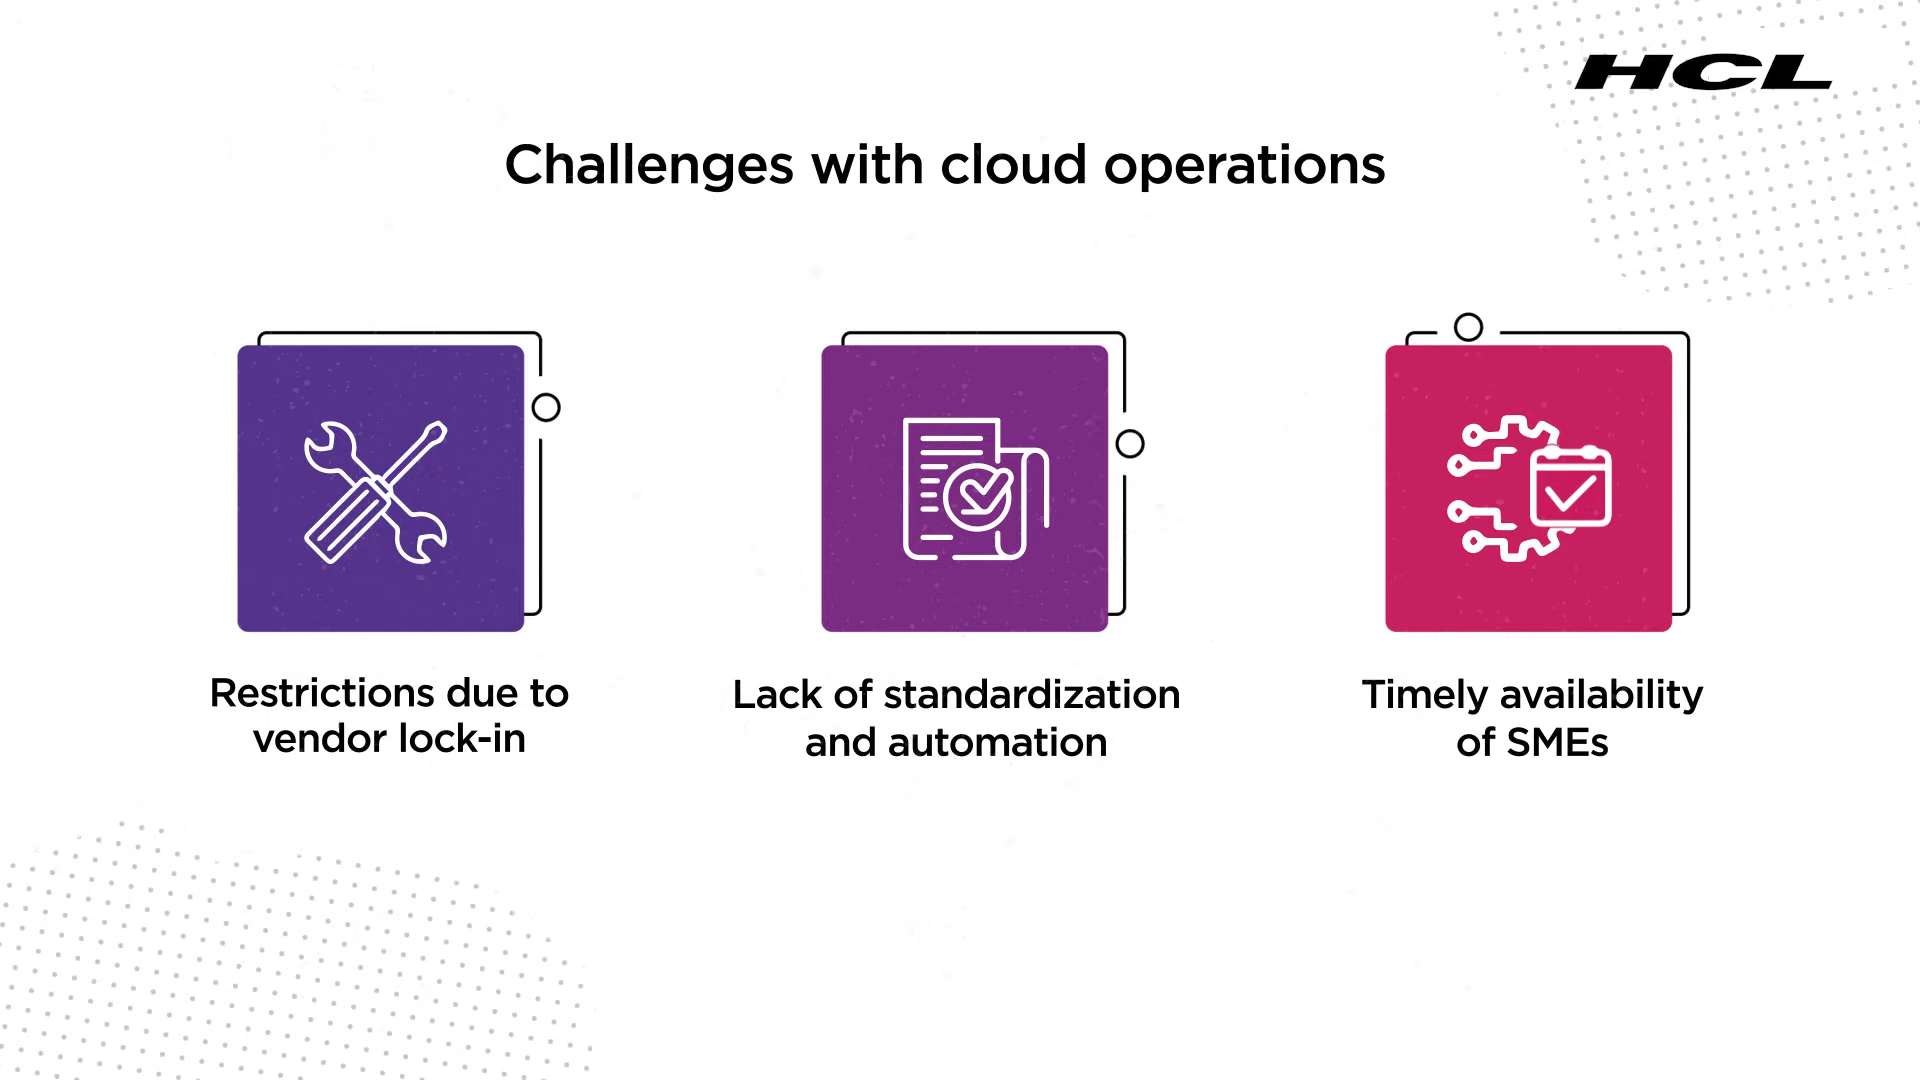 HCL
Challenges with cloud operations
Restrictions due to
vendor lock-in
Lack of standardization
and automation
Timely availability
of SMEs